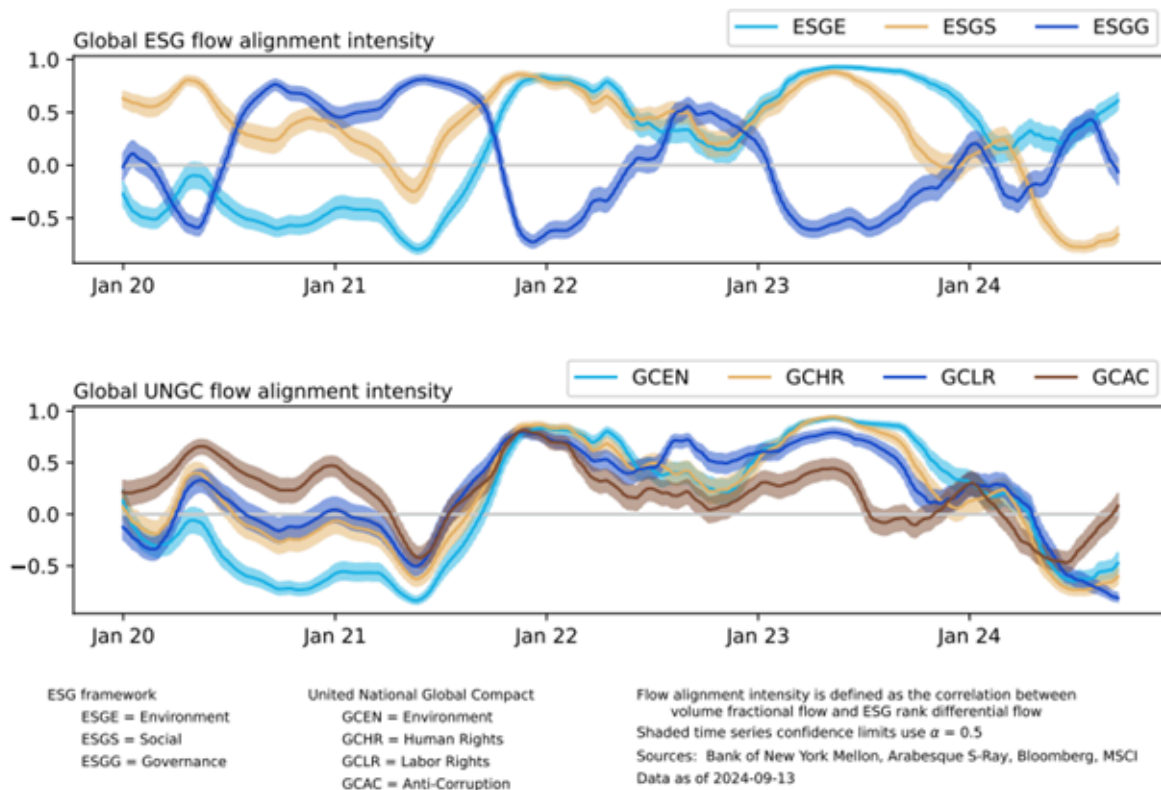 Global ESG flow alignment intensity
ESGE ESGS ESGG
1.0
0.5
0.0
−0.5
Jan 20 Jan 21 Jan 22 Jan 23 Jan 24
Global UNGC flow alignment intensity
GCEN GCHR GCLR GCAC
1.0
0.5
0.0
−0.5
Jan 20 Jan 21 Jan 22 Jan 23 Jan 24
ESG framework
ESGE = Environment
ESGS = Social
ESGG = Governance
United National Global Compact
GCEN = Environment
GCHR = Human Rights
GCLR = Labor Rights
GCAC = Anti-Corruption
Flow alignment intensity is defined as the correlation between
volume fractional flow and ESG rank differential flow
Shaded time series confidence limits use α = 0.5
Sources: Bank of New York Mellon, Arabesque S-Ray, Bloomberg, MSCI
Data as of 2024-09-13